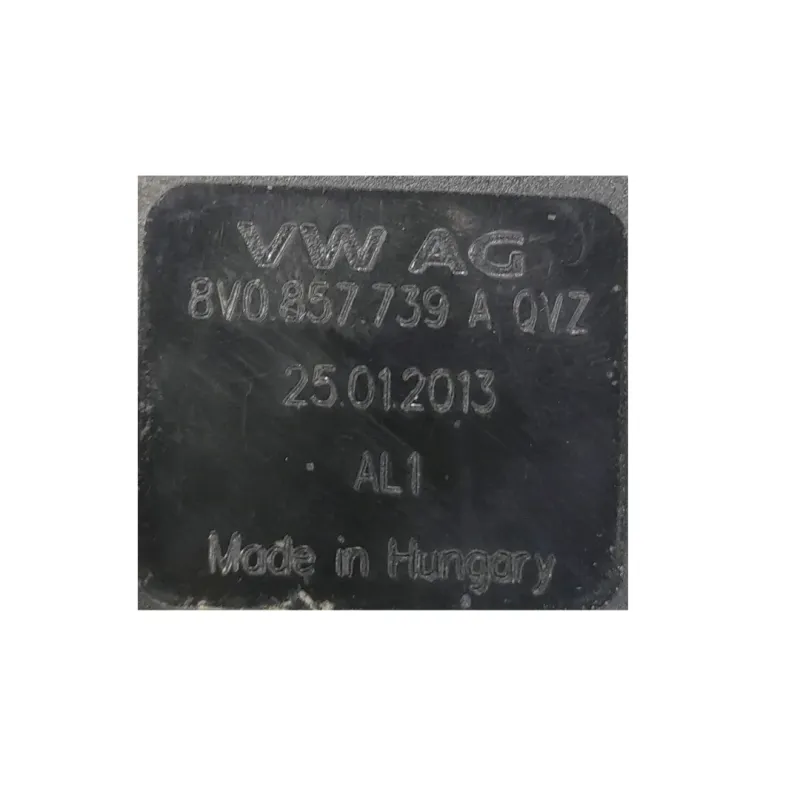 VW AG
8V0.857.739 A QVZ
25.01.2013
AL1
Made in Hungary